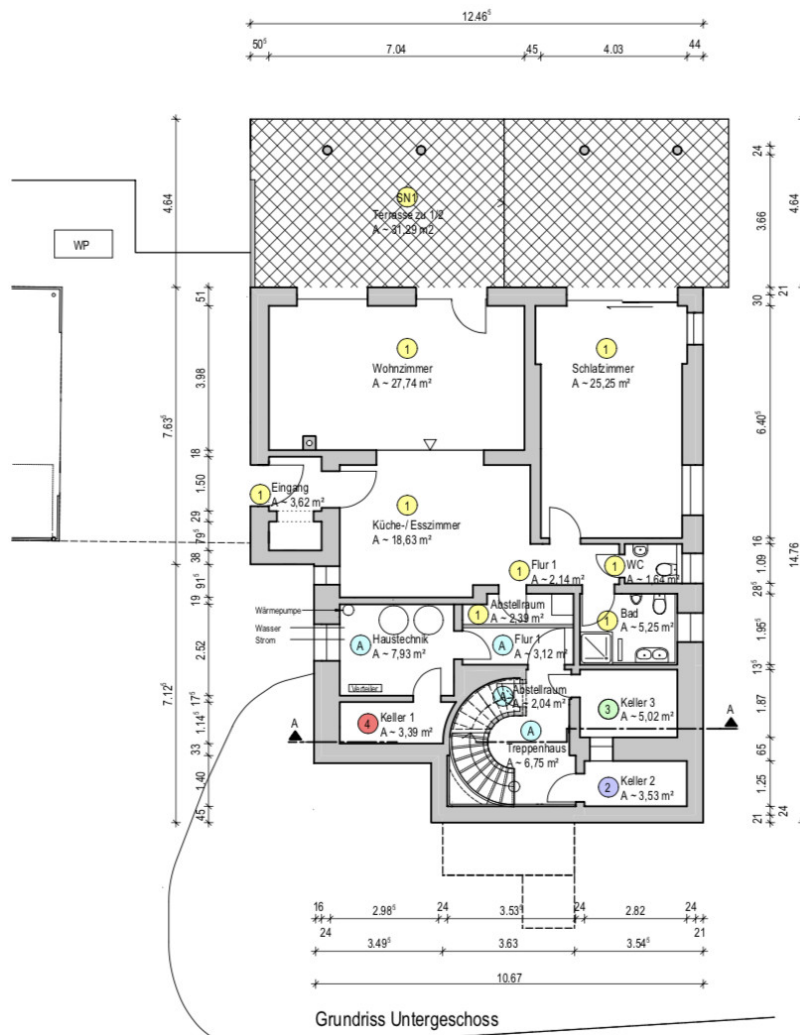 12.46⁵
50⁵
7.04
45
4.03
44
4.64
24
3.66
4.64
SN1
Terrasse zu 1/2
A ~ 31,29 m2
WP
51
21
30
1
Wohnzimmer
A ~ 27,74 m²
1
Schlafzimmer
A ~ 25,25 m²
3.98
7.63⁵
6.40⁵
18
1.50
1
Eingang
A ~ 3,62 m²
1
Küche-/ Esszimmer
A ~ 18,63 m²
29
79⁵
38
16
14.76
1.09
91⁵
1
Flur 1
A ~ 2,14 m²
1
WC
A ~ 1,64 m²
28⁵
19
Wärmepumpe
Wasser
Strom
1
Abstellraum
A ~ 2,39 m²
1
Bad
A ~ 5,25 m²
1.95⁵
2.52
A
Haustechnik
A ~ 7,93 m²
A
Flur 1
A ~ 3,12 m²
7.12⁵
13⁵
Verteiler
A
Abstellraum
A ~ 2,04 m²
17⁵
1.14⁵
4
Keller 1
A ~ 3,39 m²
3
Keller 3
A ~ 5,02 m²
1.87
A
A
A
Treppenhaus
A ~ 6,75 m²
33
65
1.40
2
Keller 2
A ~ 3,53 m²
1.25
45
21
24
16
2.98⁵
24
3.53⁵
24
2.82
24
24
21
3.49⁵
3.63
3.54⁵
10.67
Grundriss Untergeschoss